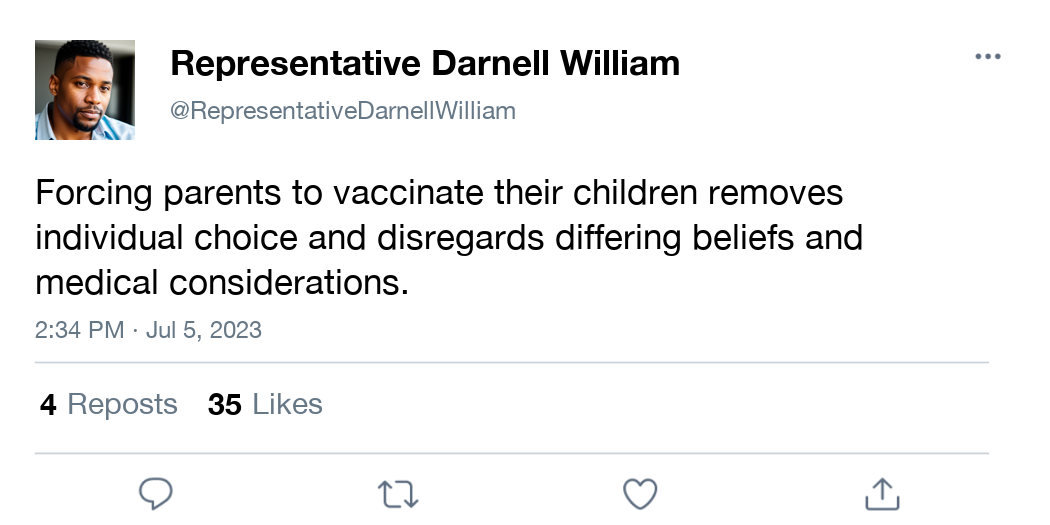 Representative Darnell William
@RepresentativeDarnellWilliam
Forcing parents to vaccinate their children removes
individual choice and disregards differing beliefs and
medical considerations.
2:34 PM · Jul 5, 2023
4 Reposts 35 Likes